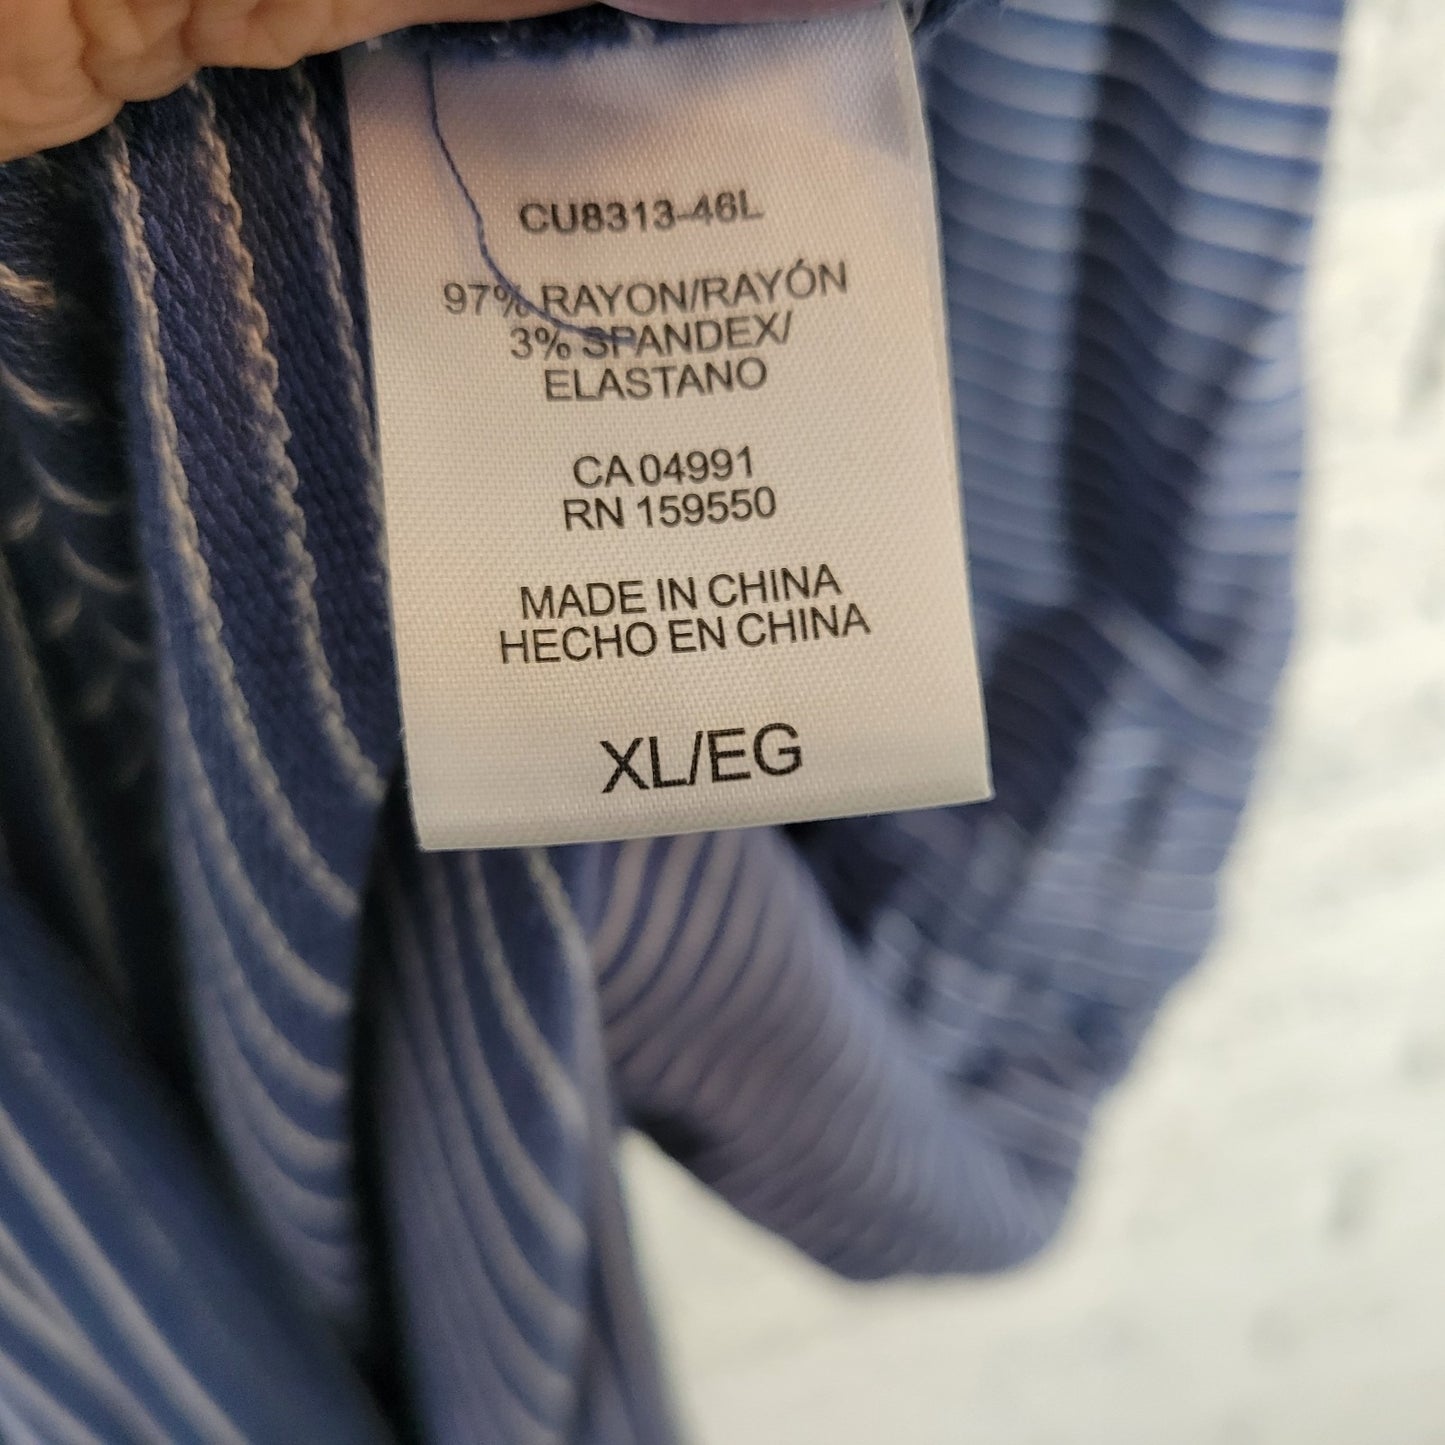 CU8313-46L
97% RAYON/RAYÓN
3% SPANDEX/
ELASTANO
CA 04991
RN 159550
MADE IN CHINA
HECHO EN CHINA
XL/EG